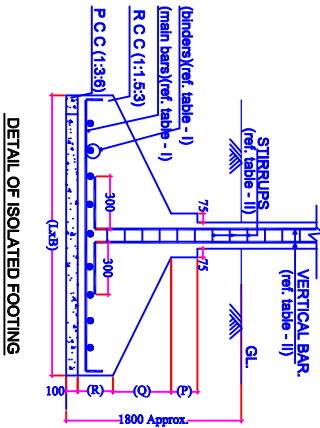 STIRRUPS
(ref. table - II)
VERTICAL BAR.
(ref. table - II)
75
75
GL.
(binders)(ref. table - I)
(main bars)(ref. table - I)
R C C (1:1.5:3)
P C C (1:3:6)
300
300
(P)
(Q)
(R)
100
1800 Approx.
(LxB)
DETAIL OF ISOLATED FOOTING